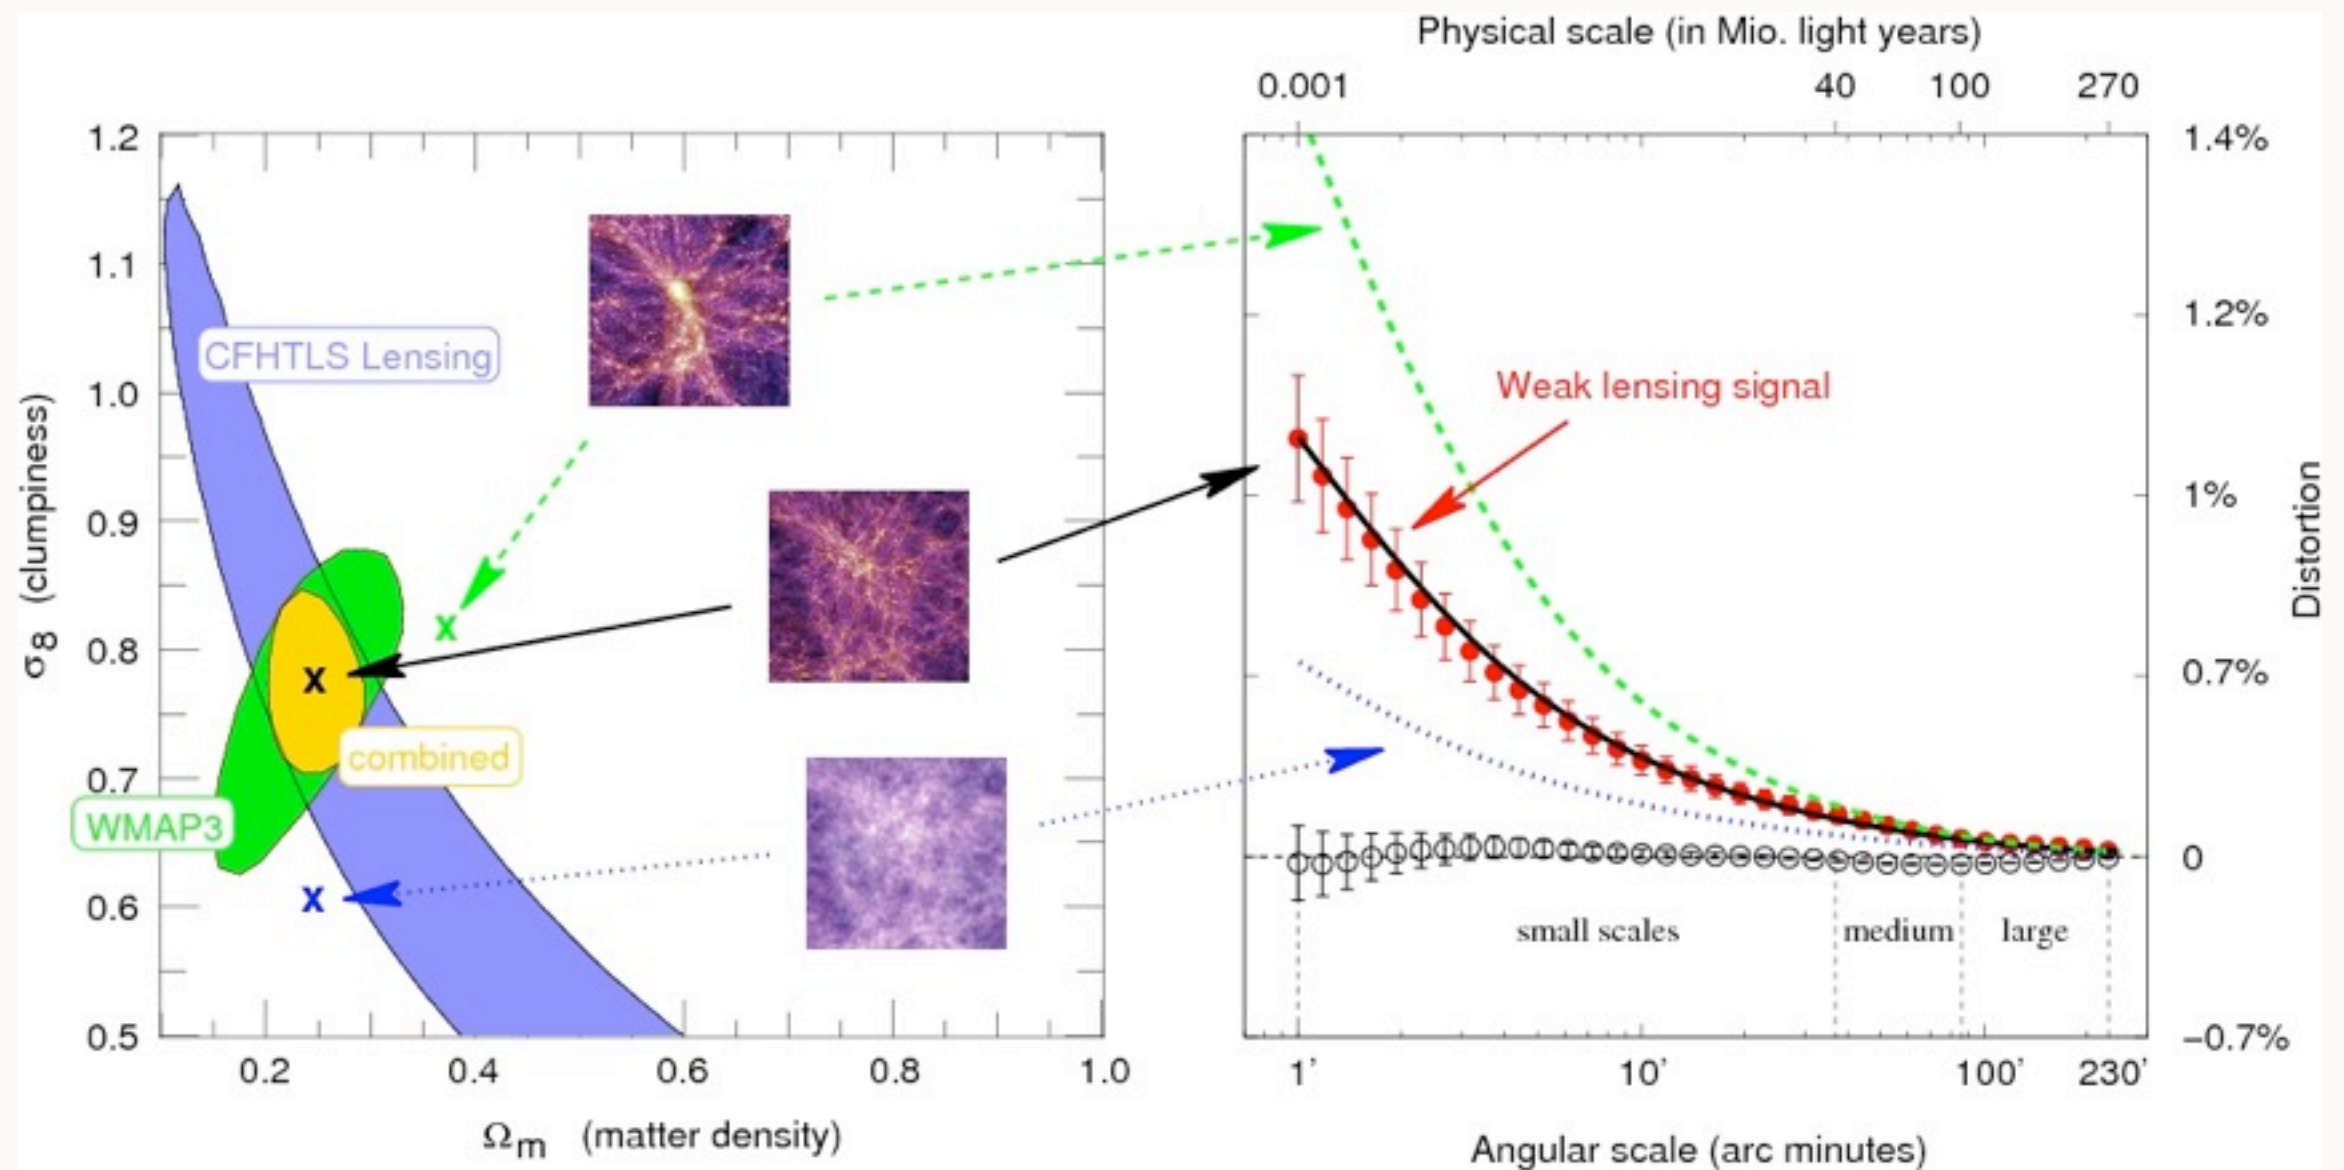 Physical scale (in Mio. light years)
0.001 40 100 270
1.2
1.1
1.0
0.9
0.8
0.7
0.6
0.5
σ8 (clumpiness)
CFHTLS Lensing
combined
WMAP3
x
x
x
0.2 0.4 0.6 0.8 1.0
Ωm (matter density)
Weak lensing signal
1.4%
1.2%
1%
0.7%
0
−0.7%
Distortion
small scales medium large
1' 10' 100' 230'
Angular scale (arc minutes)